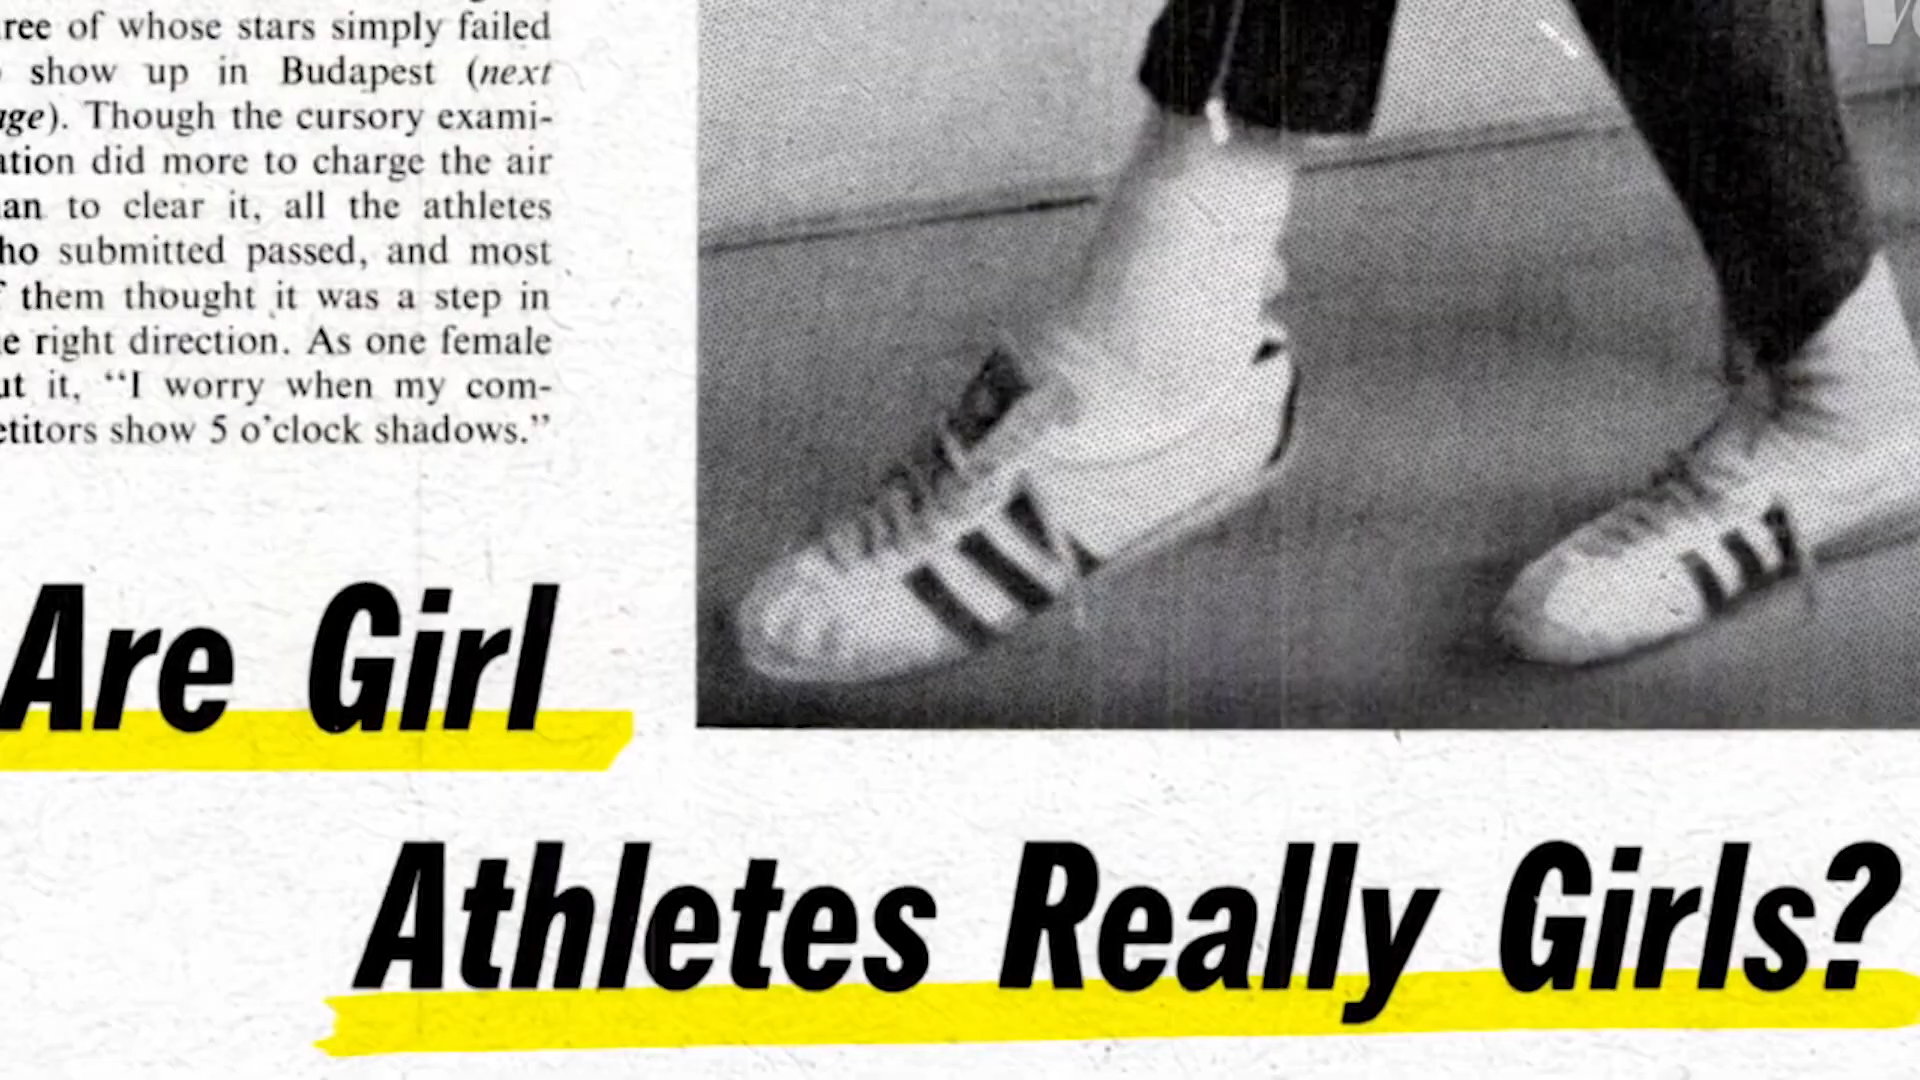 ree of whose stars simply failed
show up in Budapest (next
age). Though the cursory exami-
ation did more to charge the air
an to clear it, all the athletes
ho submitted passed, and most
f them thought it was a step in
e right direction. As one female
ut it, “I worry when my com-
etitors show 5 o'clock shadows.”
Are Girl
Athletes Really Girls?